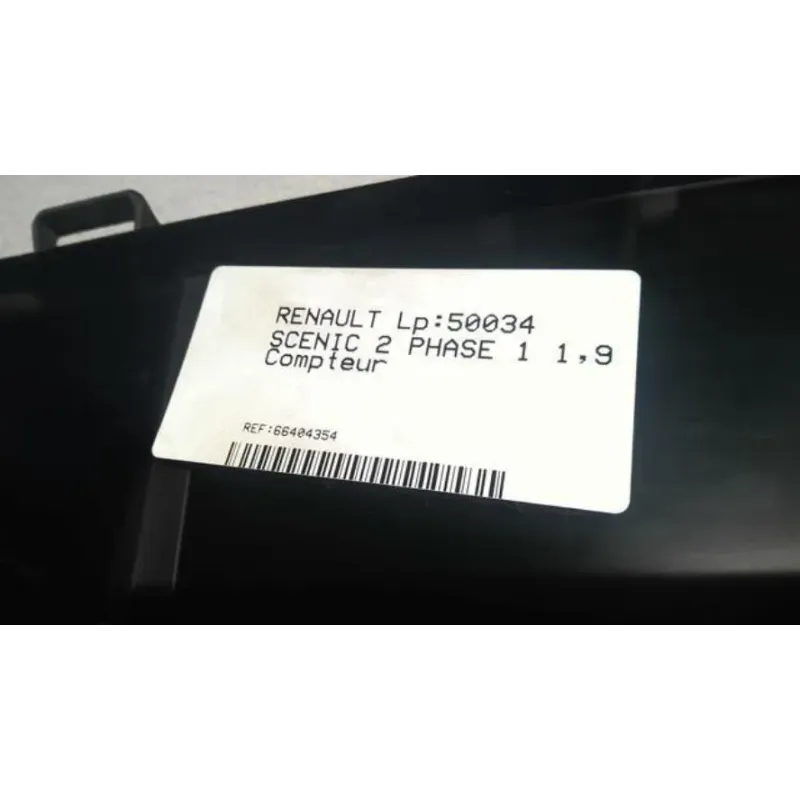 RENAULT Lp:50034
SCENIC 2 PHASE 1 1,9
Compteur
REF:66404354